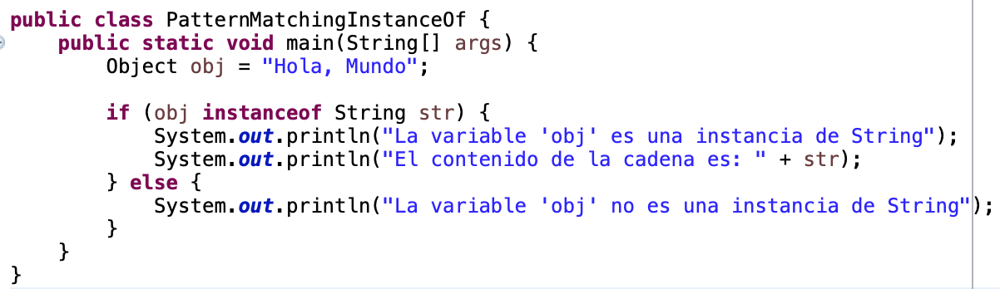 public class PatternMatchingInstanceOf {
    public static void main(String[] args) {
        Object obj = "Hola, Mundo";

        if (obj instanceof String str) {
            System.out.println("La variable 'obj' es una instancia de String");
            System.out.println("El contenido de la cadena es: " + str);
        } else {
            System.out.println("La variable 'obj' no es una instancia de String");
        }
    }
}